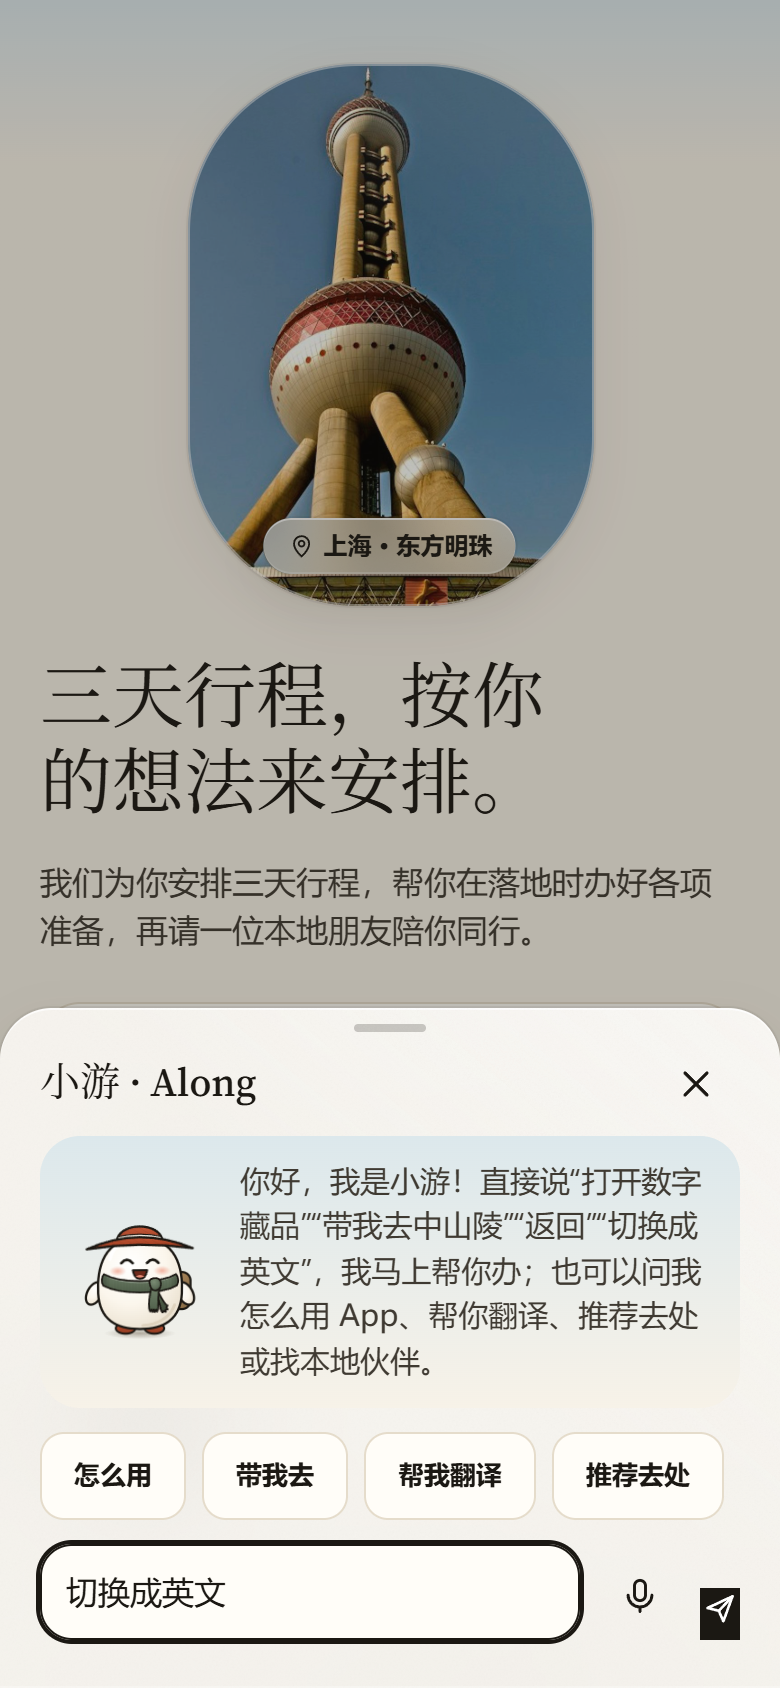 上海·东方明珠
三天行程，按你
的想法来安排。
我们为你安排三天行程，帮你在落地时办好各项
准备，再请一位本地朋友陪你同行。
小游 · Along
你好，我是小游！直接说“打开数字
藏品”“带我去中山陵”“返回”“切换成
英文”，我马上帮你办；也可以问我
怎么用 App、帮你翻译、推荐去处
或找本地伙伴。
怎么用
带我去
帮我翻译
推荐去处
切换成英文